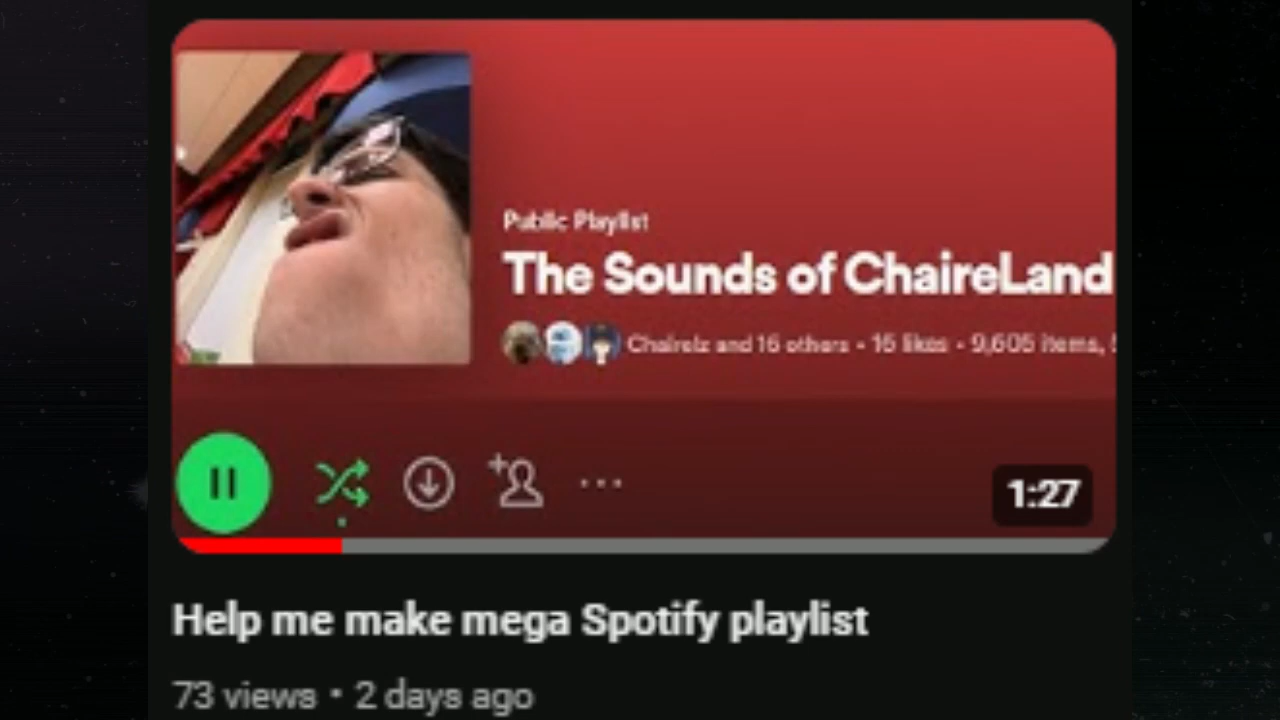 Public Playlist
The Sounds of ChaireLand
Chairelz and 16 others • 16 likes • 9,605 items,
1:27
Help me make mega Spotify playlist
73 views • 2 days ago